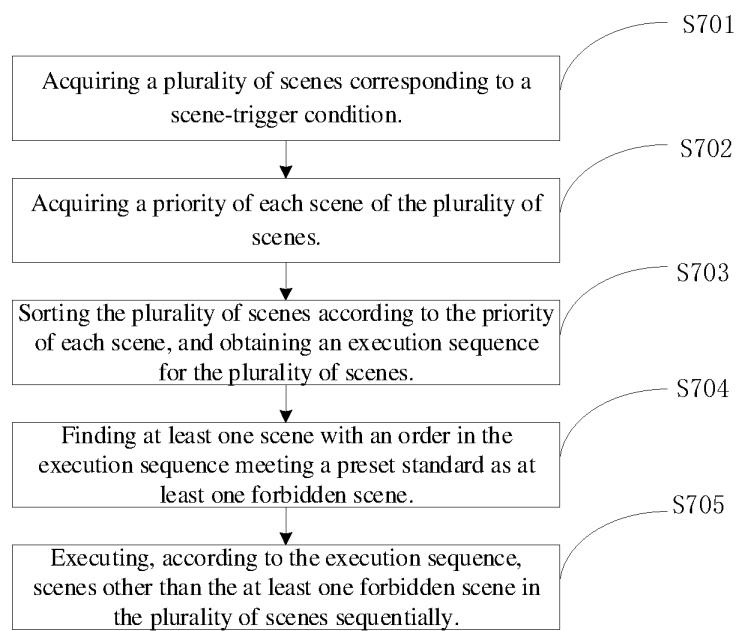 S701
Acquiring a plurality of scenes corresponding to a
scene-trigger condition.
S702
Acquiring a priority of each scene of the plurality of
scenes.
S703
Sorting the plurality of scenes according to the priority
of each scene, and obtaining an execution sequence
for the plurality of scenes.
S704
Finding at least one scene with an order in the
execution sequence meeting a preset standard as at
least one forbidden scene.
S705
Executing, according to the execution sequence,
scenes other than the at least one forbidden scene in
the plurality of scenes sequentially.